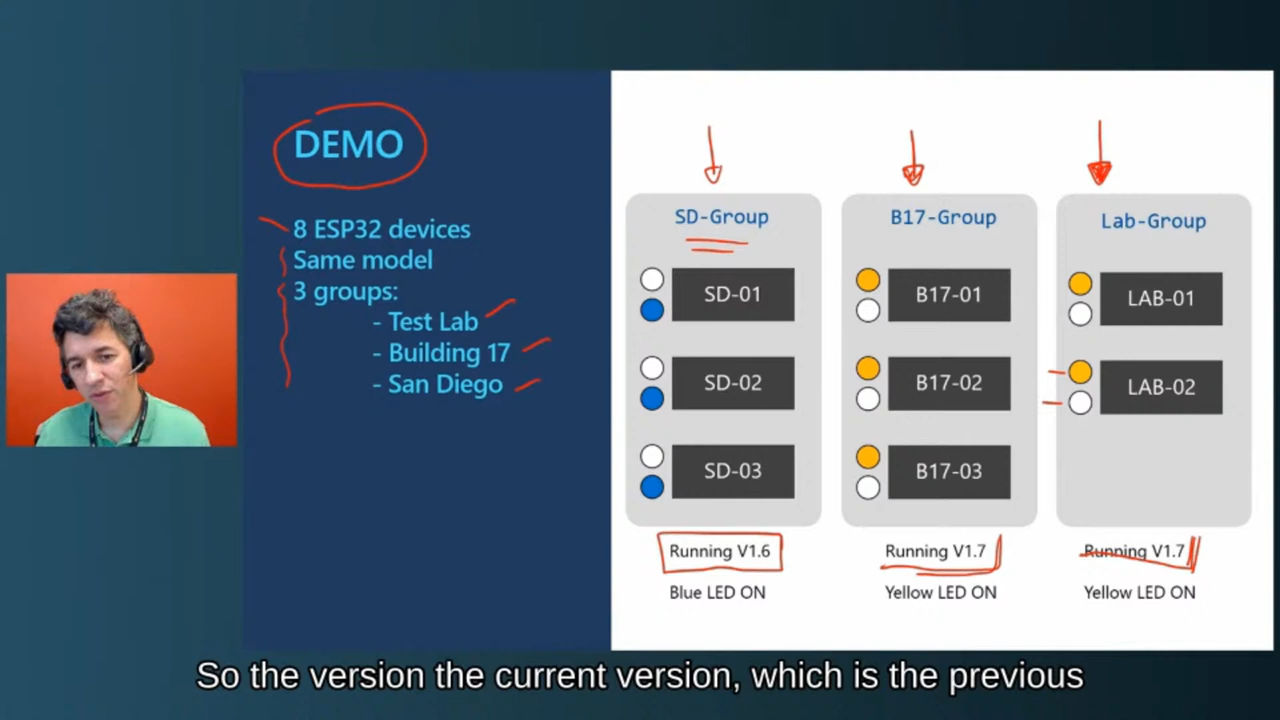 DEMO
8 ESP32 devices
Same model
3 groups:
- Test Lab
- Building 17
- San Diego
SD-Group
SD-01
SD-02
SD-03
Running V1.6
Blue LED ON
B17-Group
B17-01
B17-02
B17-03
Running V1.7
Yellow LED ON
Lab-Group
LAB-01
LAB-02
Running V1.7
Yellow LED ON
So the version the current version, which is the previous